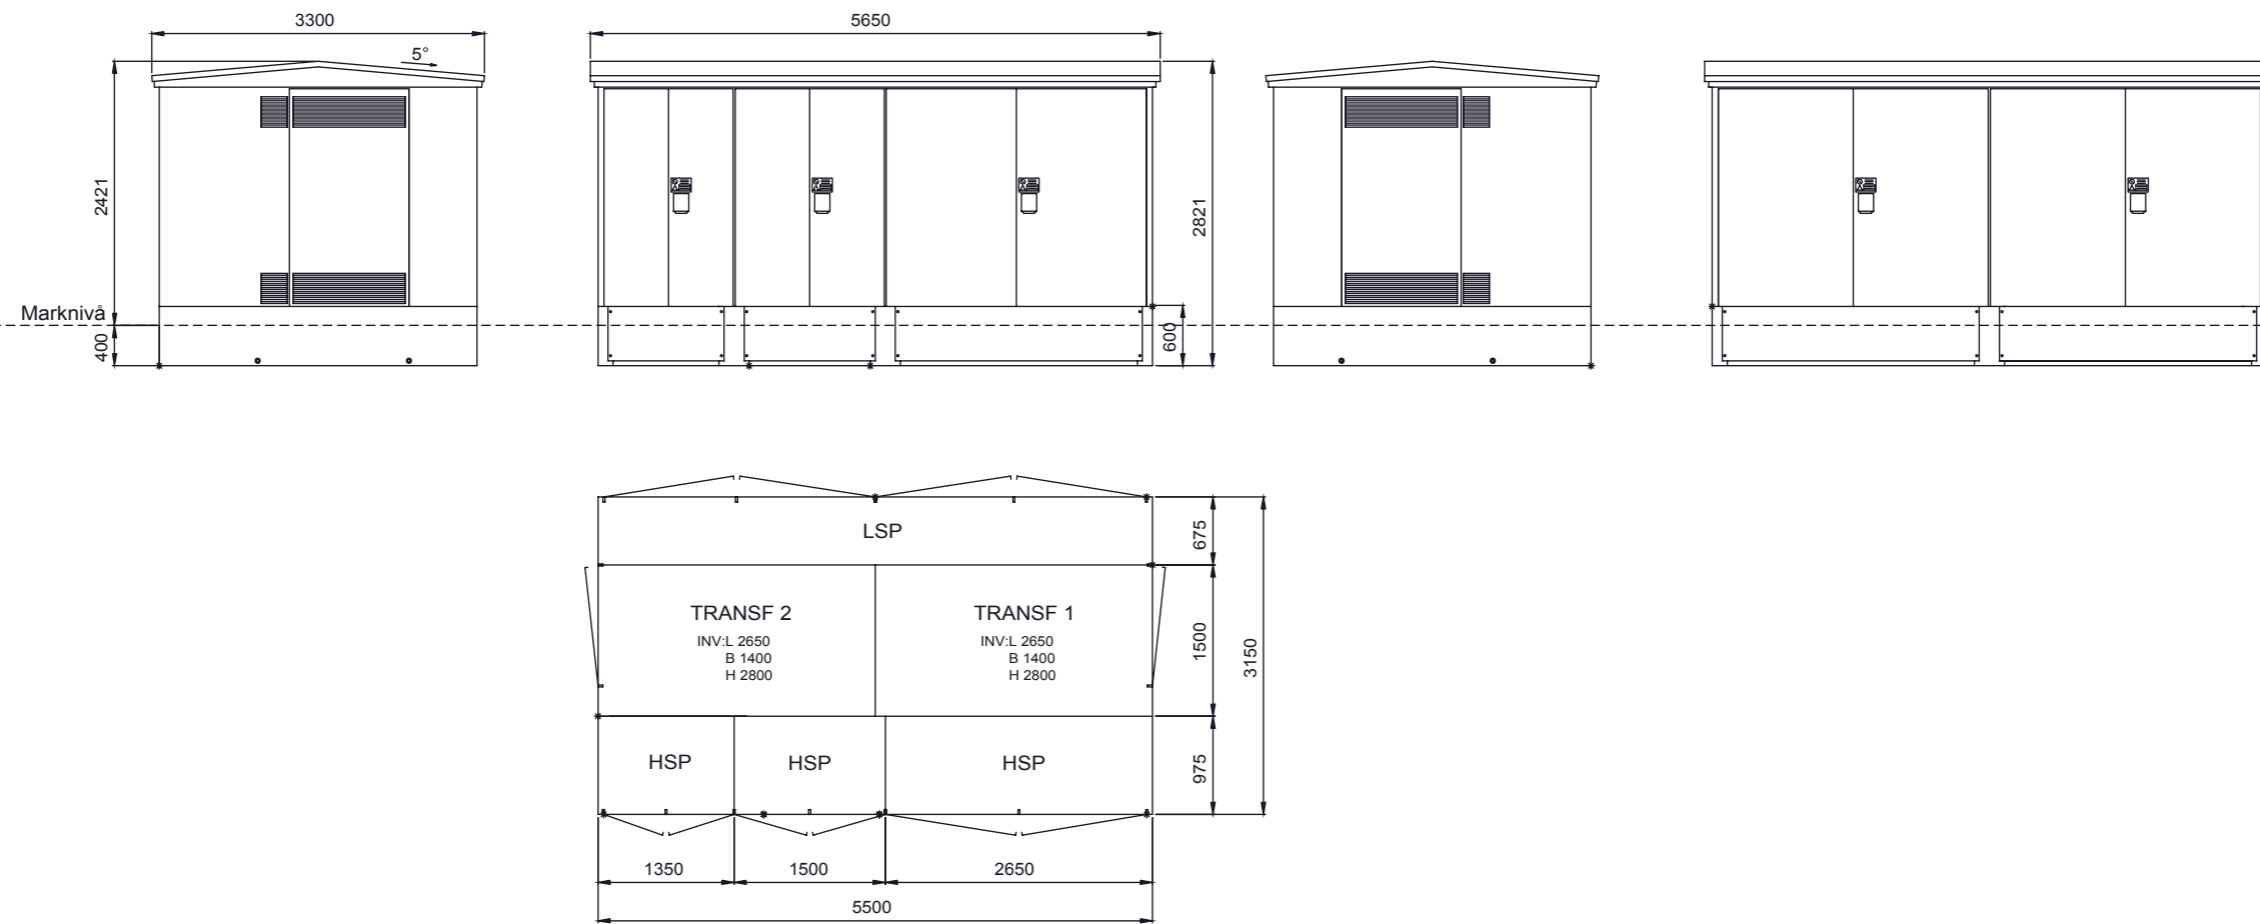 3300
5650
5°
2421
2821
Marknivå
400
600
LSP
675
TRANSF 2
INV:L 2650
B 1400
H 2800
TRANSF 1
INV:L 2650
B 1400
H 2800
1500
3150
HSP
HSP
HSP
975
1350
1500
2650
5500